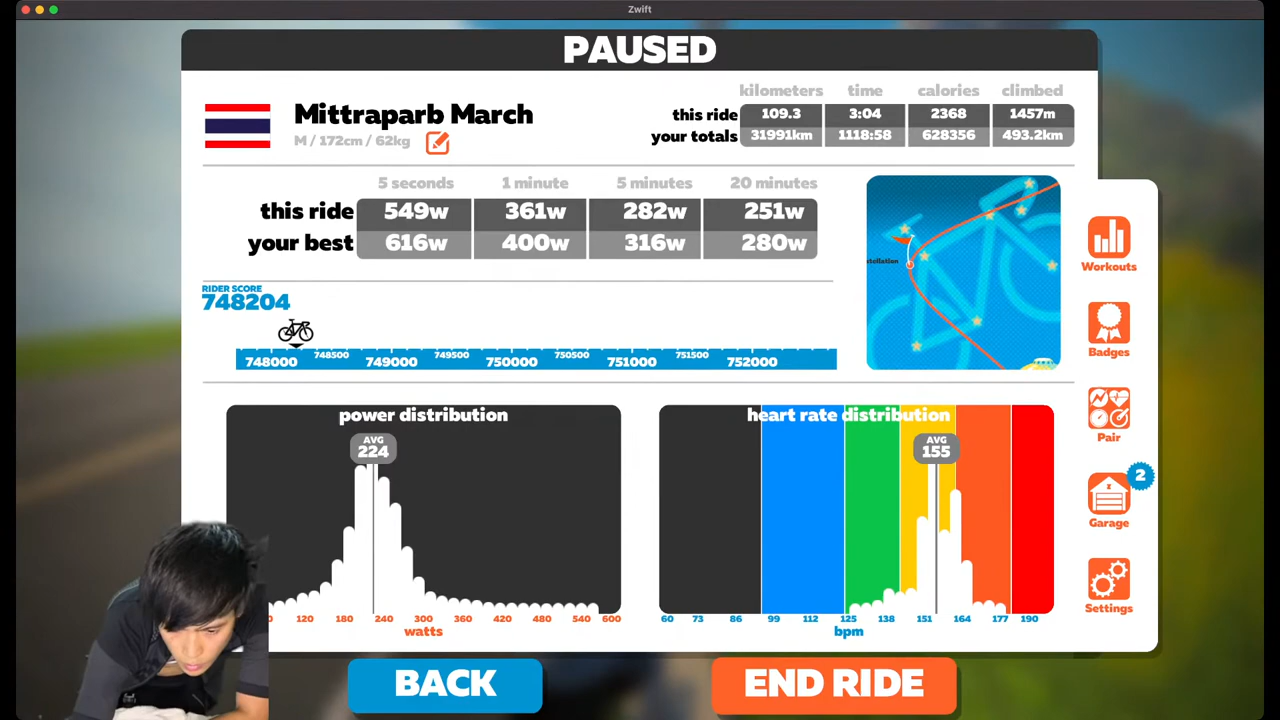 Zwift
PAUSED
Mittraparb March
M / 172cm / 62kg
kilometers time calories climbed
this ride 109.3 3:04 2368 1457m
your totals 31991km 1118:58 628356 493.2km
5 seconds 1 minute 5 minutes 20 minutes
this ride 549w 361w 282w 251w
your best 616w 400w 316w 280w
RIDER SCORE
748204
748000 748500 749000 749500 750000 750500 751000 751500 752000
Workouts
Badges
Pair
2
Garage
Settings
power distribution
AVG
224
120 180 240 300 360 420 480 540 600
watts
heart rate distribution
AVG
155
60 73 86 99 112 125 138 151 164 177 190
bpm
BACK
END RIDE